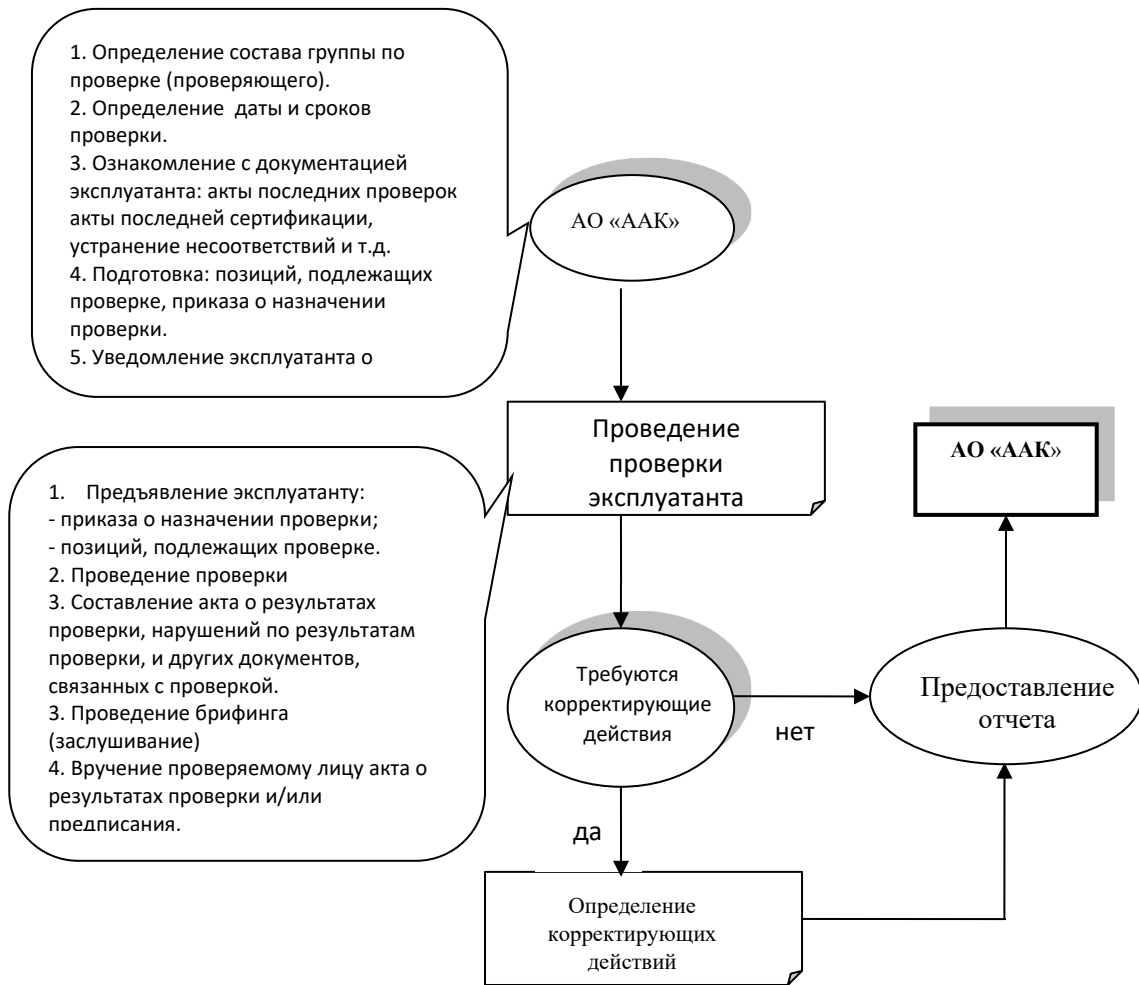 1. Определение состава группы по
проверке (проверяющего).
2. Определение даты и сроков
проверки.
3. Ознакомление с документацией
эксплуатанта: акты последних проверок
акты последней сертификации,
устранение несоответствий и т.д.
4. Подготовка: позиций, подлежащих
проверке, приказа о назначении
проверки.
5. Уведомление эксплуатанта о
АО «ААК»
Проведение
проверки
эксплуатанта
АО «ААК»
1. Предъявление эксплуатанту:
- приказа о назначении проверки;
- позиций, подлежащих проверке.
2. Проведение проверки
3. Составление акта о результатах
проверки, нарушений по результатам
проверки, и других документов,
связанных с проверкой.
3. Проведение брифинга
(заслушивание)
4. Вручение проверяемому лицу акта о
результатах проверки и/или
предписания.
Требуются
корректирующие
действия
нет
Предоставление
отчета
да
Определение
корректирующих
действий